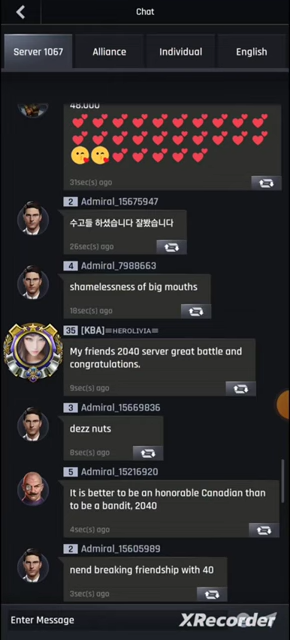 Chat
Server 1067
Alliance
Individual
English
48.000
31sec(s) ago
2 Admiral_15675947
수고들 하셨습니다 잘봤습니다
26sec(s) ago
4 Admiral_7988663
shamelessness of big mouths
10sec(s) ago
35 [KBA]═HEROLIVIA═
My friends 2040 server great battle and
congratulations.
9sec(s) ago
3 Admiral_15669836
dezz nuts
8sec(s) ago
5 Admiral_15216920
It is better to be an honorable Canadian than
to be a bandit, 2040
4sec(s) ago
2 Admiral_15605989
nend breaking friendship with 40
3sec(s) ago
Enter Message
XRecorder